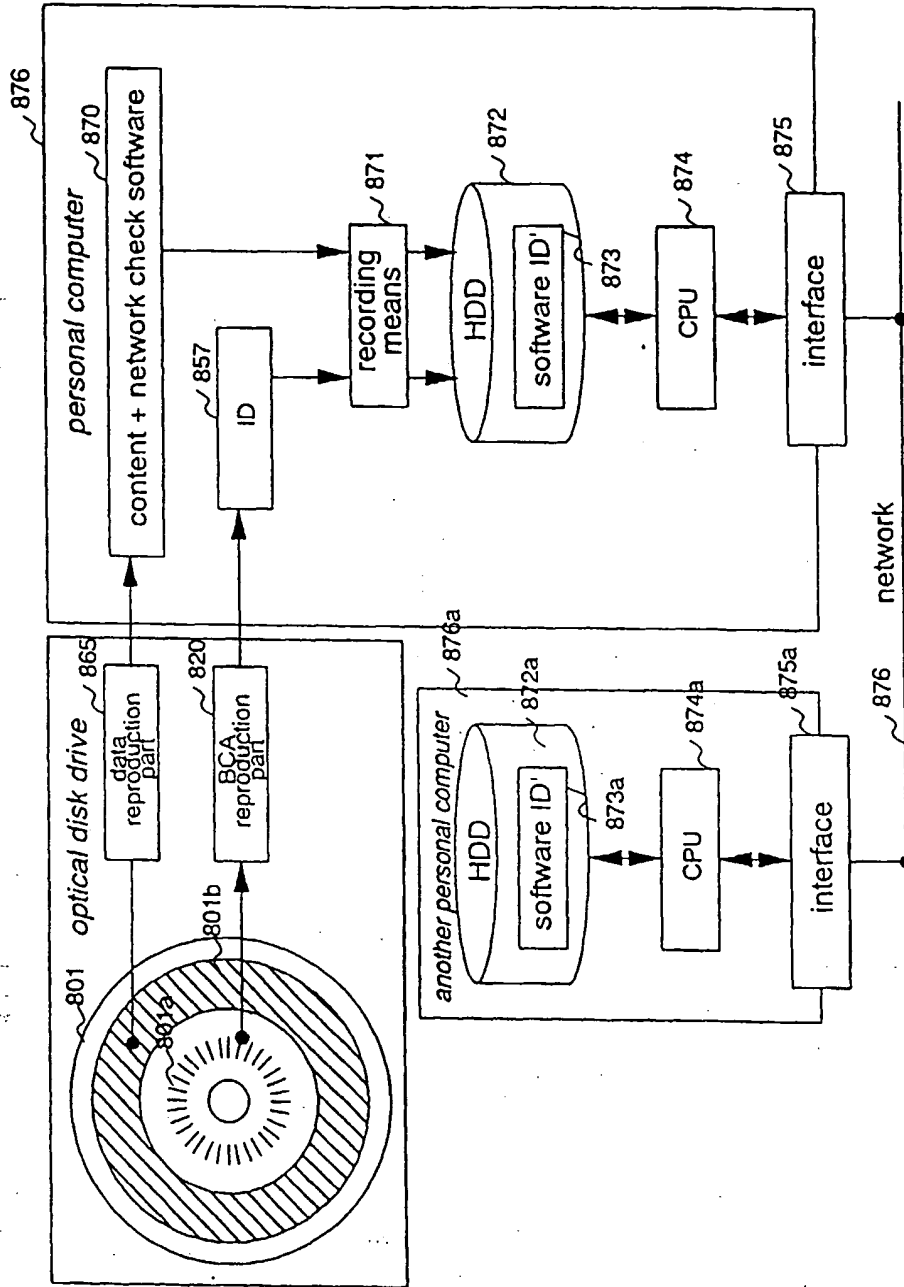 optical disk drive
801
801a
801b
data
reproduction
part
865
BCA
reproduction
part
820
personal computer
876
content + network check software
870
ID
857
recording
means
871
HDD
872
software ID'
873
CPU
874
interface
875
another personal computer
876a
HDD
872a
software ID'
873a
CPU
874a
interface
875a
network
876